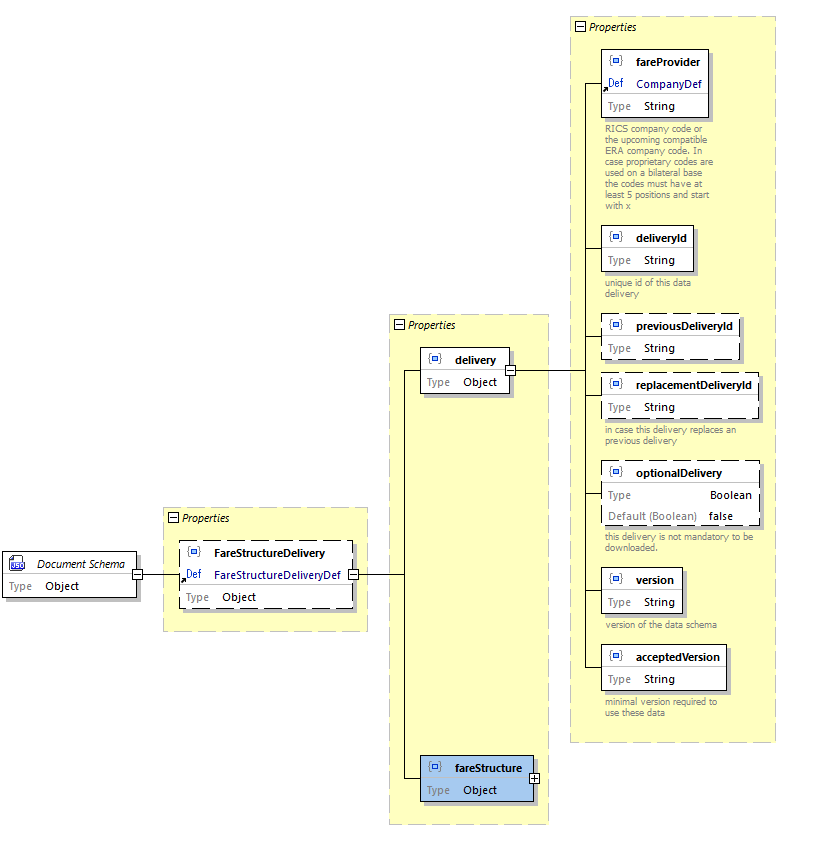 Properties
fareProvider
Def CompanyDef
Type String
RICS company code or
the upcoming compatible
ERA company code. In
case proprietary codes are
used on a bilateral base
the codes must have at
least 5 positions and start
with x
deliveryId
Type String
unique id of this data
delivery
previousDeliveryId
Type String
replacementDeliveryId
Type String
in case this delivery replaces an
previous delivery
optionalDelivery
Type Boolean
Default (Boolean) false
this delivery is not mandatory to be
downloaded.
version
Type String
version of the data schema
acceptedVersion
Type String
minimal version required to
use these data
Properties
delivery
Type Object
fareStructure
Type Object
Properties
FareStructureDelivery
Def FareStructureDeliveryDef
Type Object
JSD Document Schema
Type Object